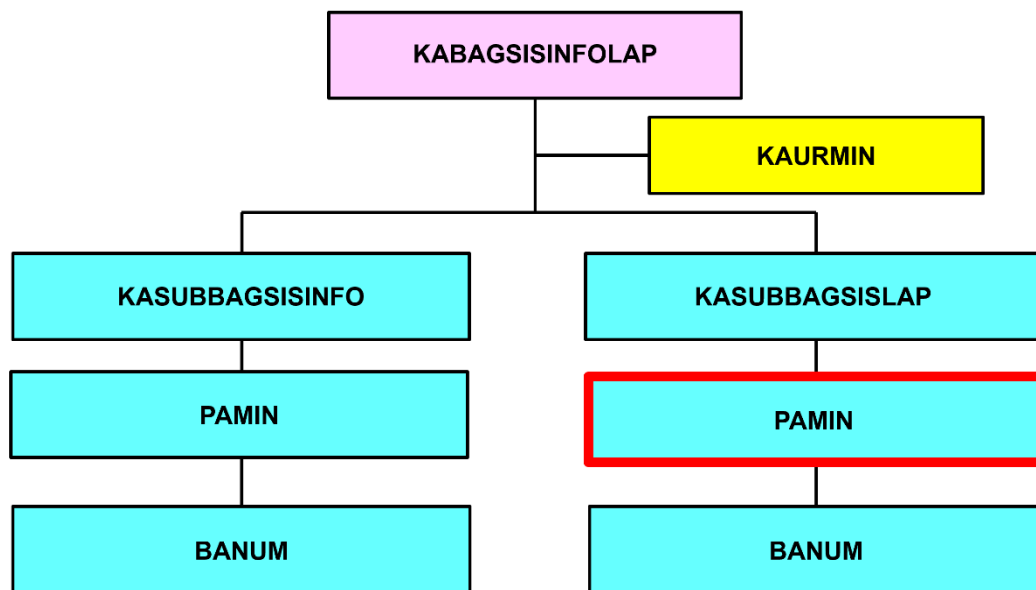 KABAGSISINFOLAP
KAURMIN
KASUBBAGSISINFO
KASUBBAGSISLAP
PAMIN
PAMIN
BANUM
BANUM